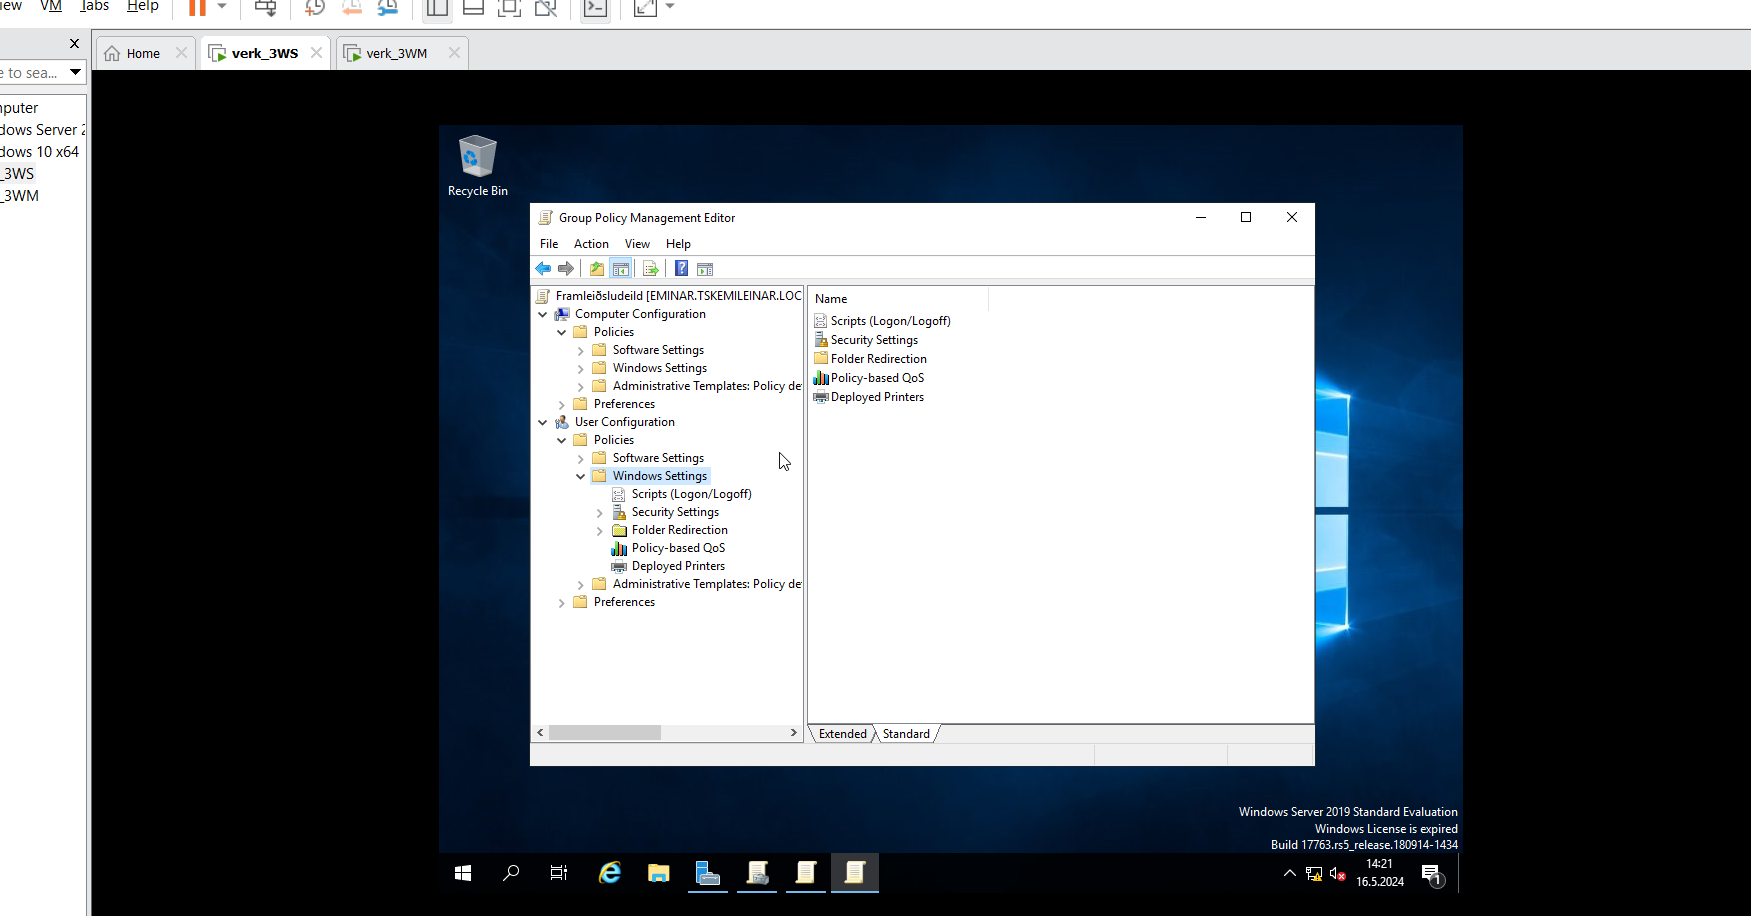 iew VM Tabs Help
Home
verk_3WS
verk_3WM
e to sea...
nputer
dows Server 2
dows 10 x64
_3WS
_3WM
Recycle Bin
Group Policy Management Editor
File Action View Help
Framleiðsludeild [EMINAR.TSKEMILEINAR.LOC
Computer Configuration
Policies
Software Settings
Windows Settings
Administrative Templates: Policy de
Preferences
User Configuration
Policies
Software Settings
Windows Settings
Scripts (Logon/Logoff)
Security Settings
Folder Redirection
Policy-based QoS
Deployed Printers
Administrative Templates: Policy de
Preferences
Name
Scripts (Logon/Logoff)
Security Settings
Folder Redirection
Policy-based QoS
Deployed Printers
Extended Standard
Windows Server 2019 Standard Evaluation
Windows License is expired
Build 17763.rs5_release.180914-1434
14:21
16.5.2024
1